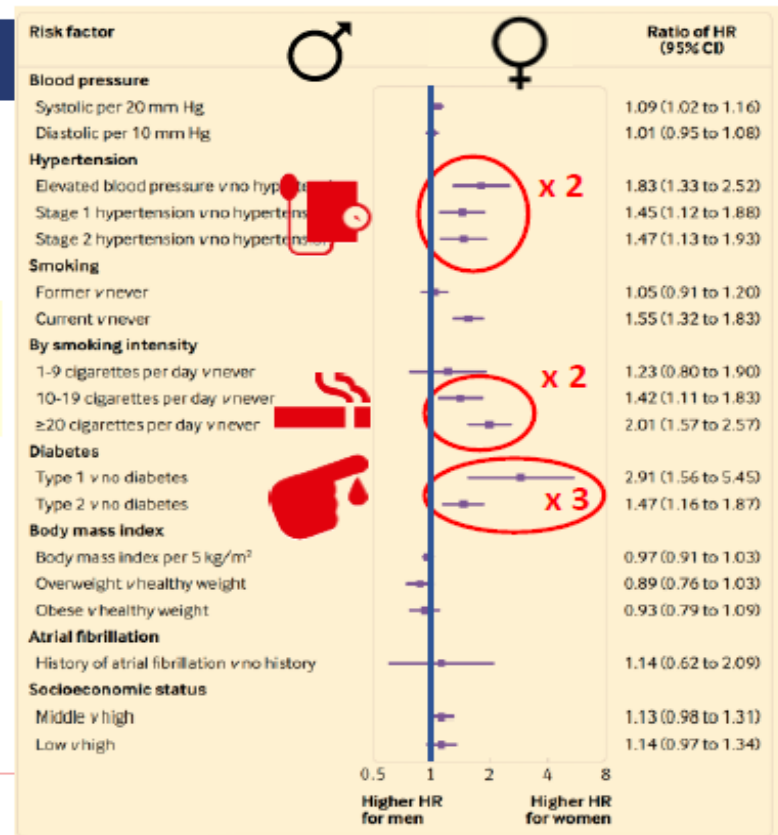 Risk factor ♂ ♀ Ratio of HR
(95% CI)
Blood pressure
Systolic per 20 mm Hg 1.09 (1.02 to 1.16)
Diastolic per 10 mm Hg 1.01 (0.95 to 1.08)
Hypertension
Elevated blood pressure v no x 2 1.83 (1.33 to 2.52)
Stage 1 hypertension v no 1.45 (1.12 to 1.88)
Stage 2 hypertension v no 1.47 (1.13 to 1.93)
Smoking
Former v never 1.05 (0.91 to 1.20)
Current v never 1.55 (1.32 to 1.83)
By smoking intensity
1-9 cigarettes per day v never x 2 1.23 (0.80 to 1.90)
10-19 cigarettes per day v never 1.42 (1.11 to 1.83)
≥20 cigarettes per day v never 2.01 (1.57 to 2.57)
Diabetes
Type 1 v no diabetes 2.91 (1.56 to 5.45)
Type 2 v no diabetes x 3 1.47 (1.16 to 1.87)
Body mass index
Body mass index per 5 kg/m² 0.97 (0.91 to 1.03)
Overweight v healthy weight 0.89 (0.76 to 1.03)
Obese v healthy weight 0.93 (0.79 to 1.09)
Atrial fibrillation
History of atrial fibrillation v no history 1.14 (0.62 to 2.09)
Socioeconomic status
Middle v high 1.13 (0.98 to 1.31)
Low v high 1.14 (0.97 to 1.34)
0.5 1 2 4 8
Higher HR Higher HR
for men for women